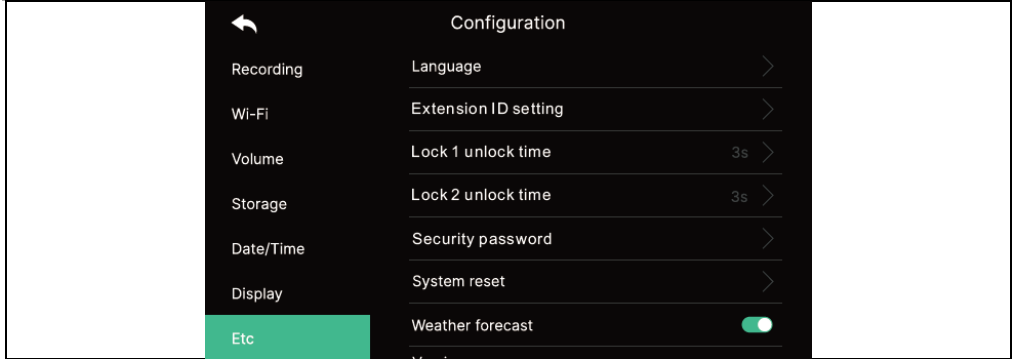 Configuration
Recording
Wi-Fi
Volume
Storage
Date/Time
Display
Etc
Language
Extension ID setting
Lock 1 unlock time 3s
Lock 2 unlock time 3s
Security password
System reset
Weather forecast